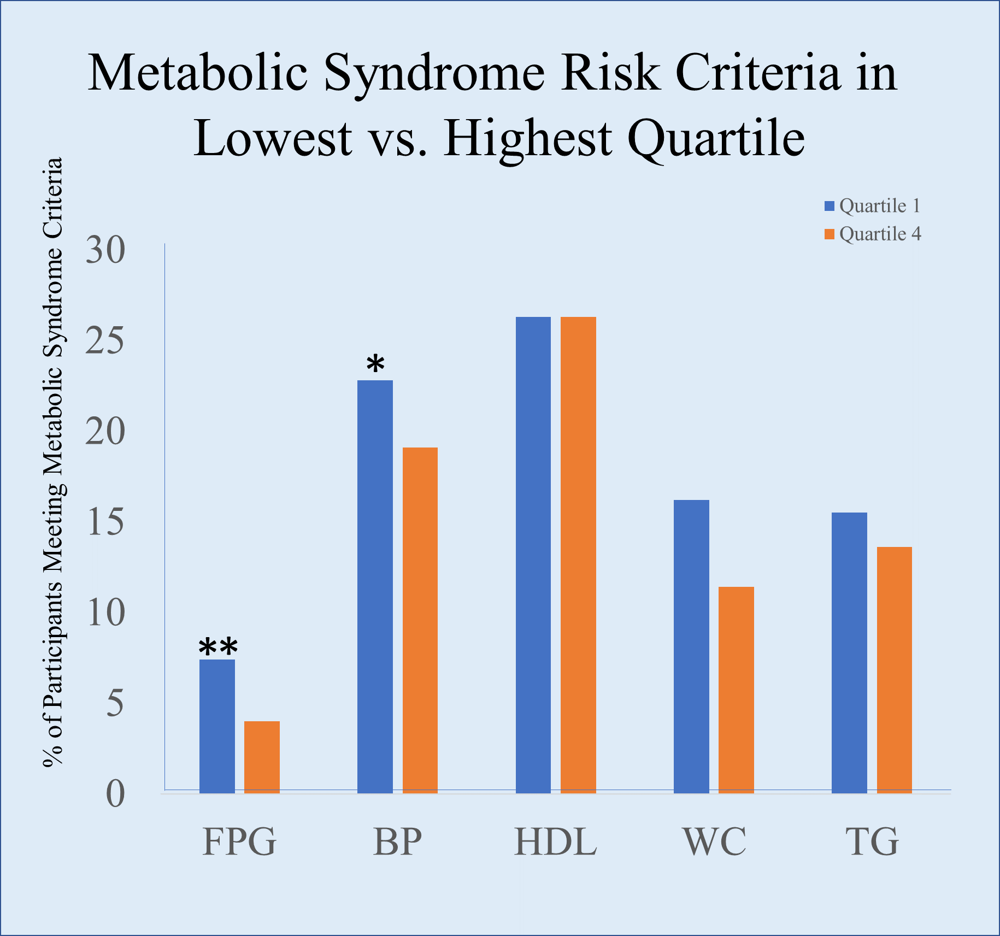 Metabolic Syndrome Risk Criteria in
Lowest vs. Highest Quartile
% of Participants Meeting Metabolic Syndrome Criteria
Quartile 1
Quartile 4
30
25
20
15
10
5
0
**
*
FPG
BP
HDL
WC
TG